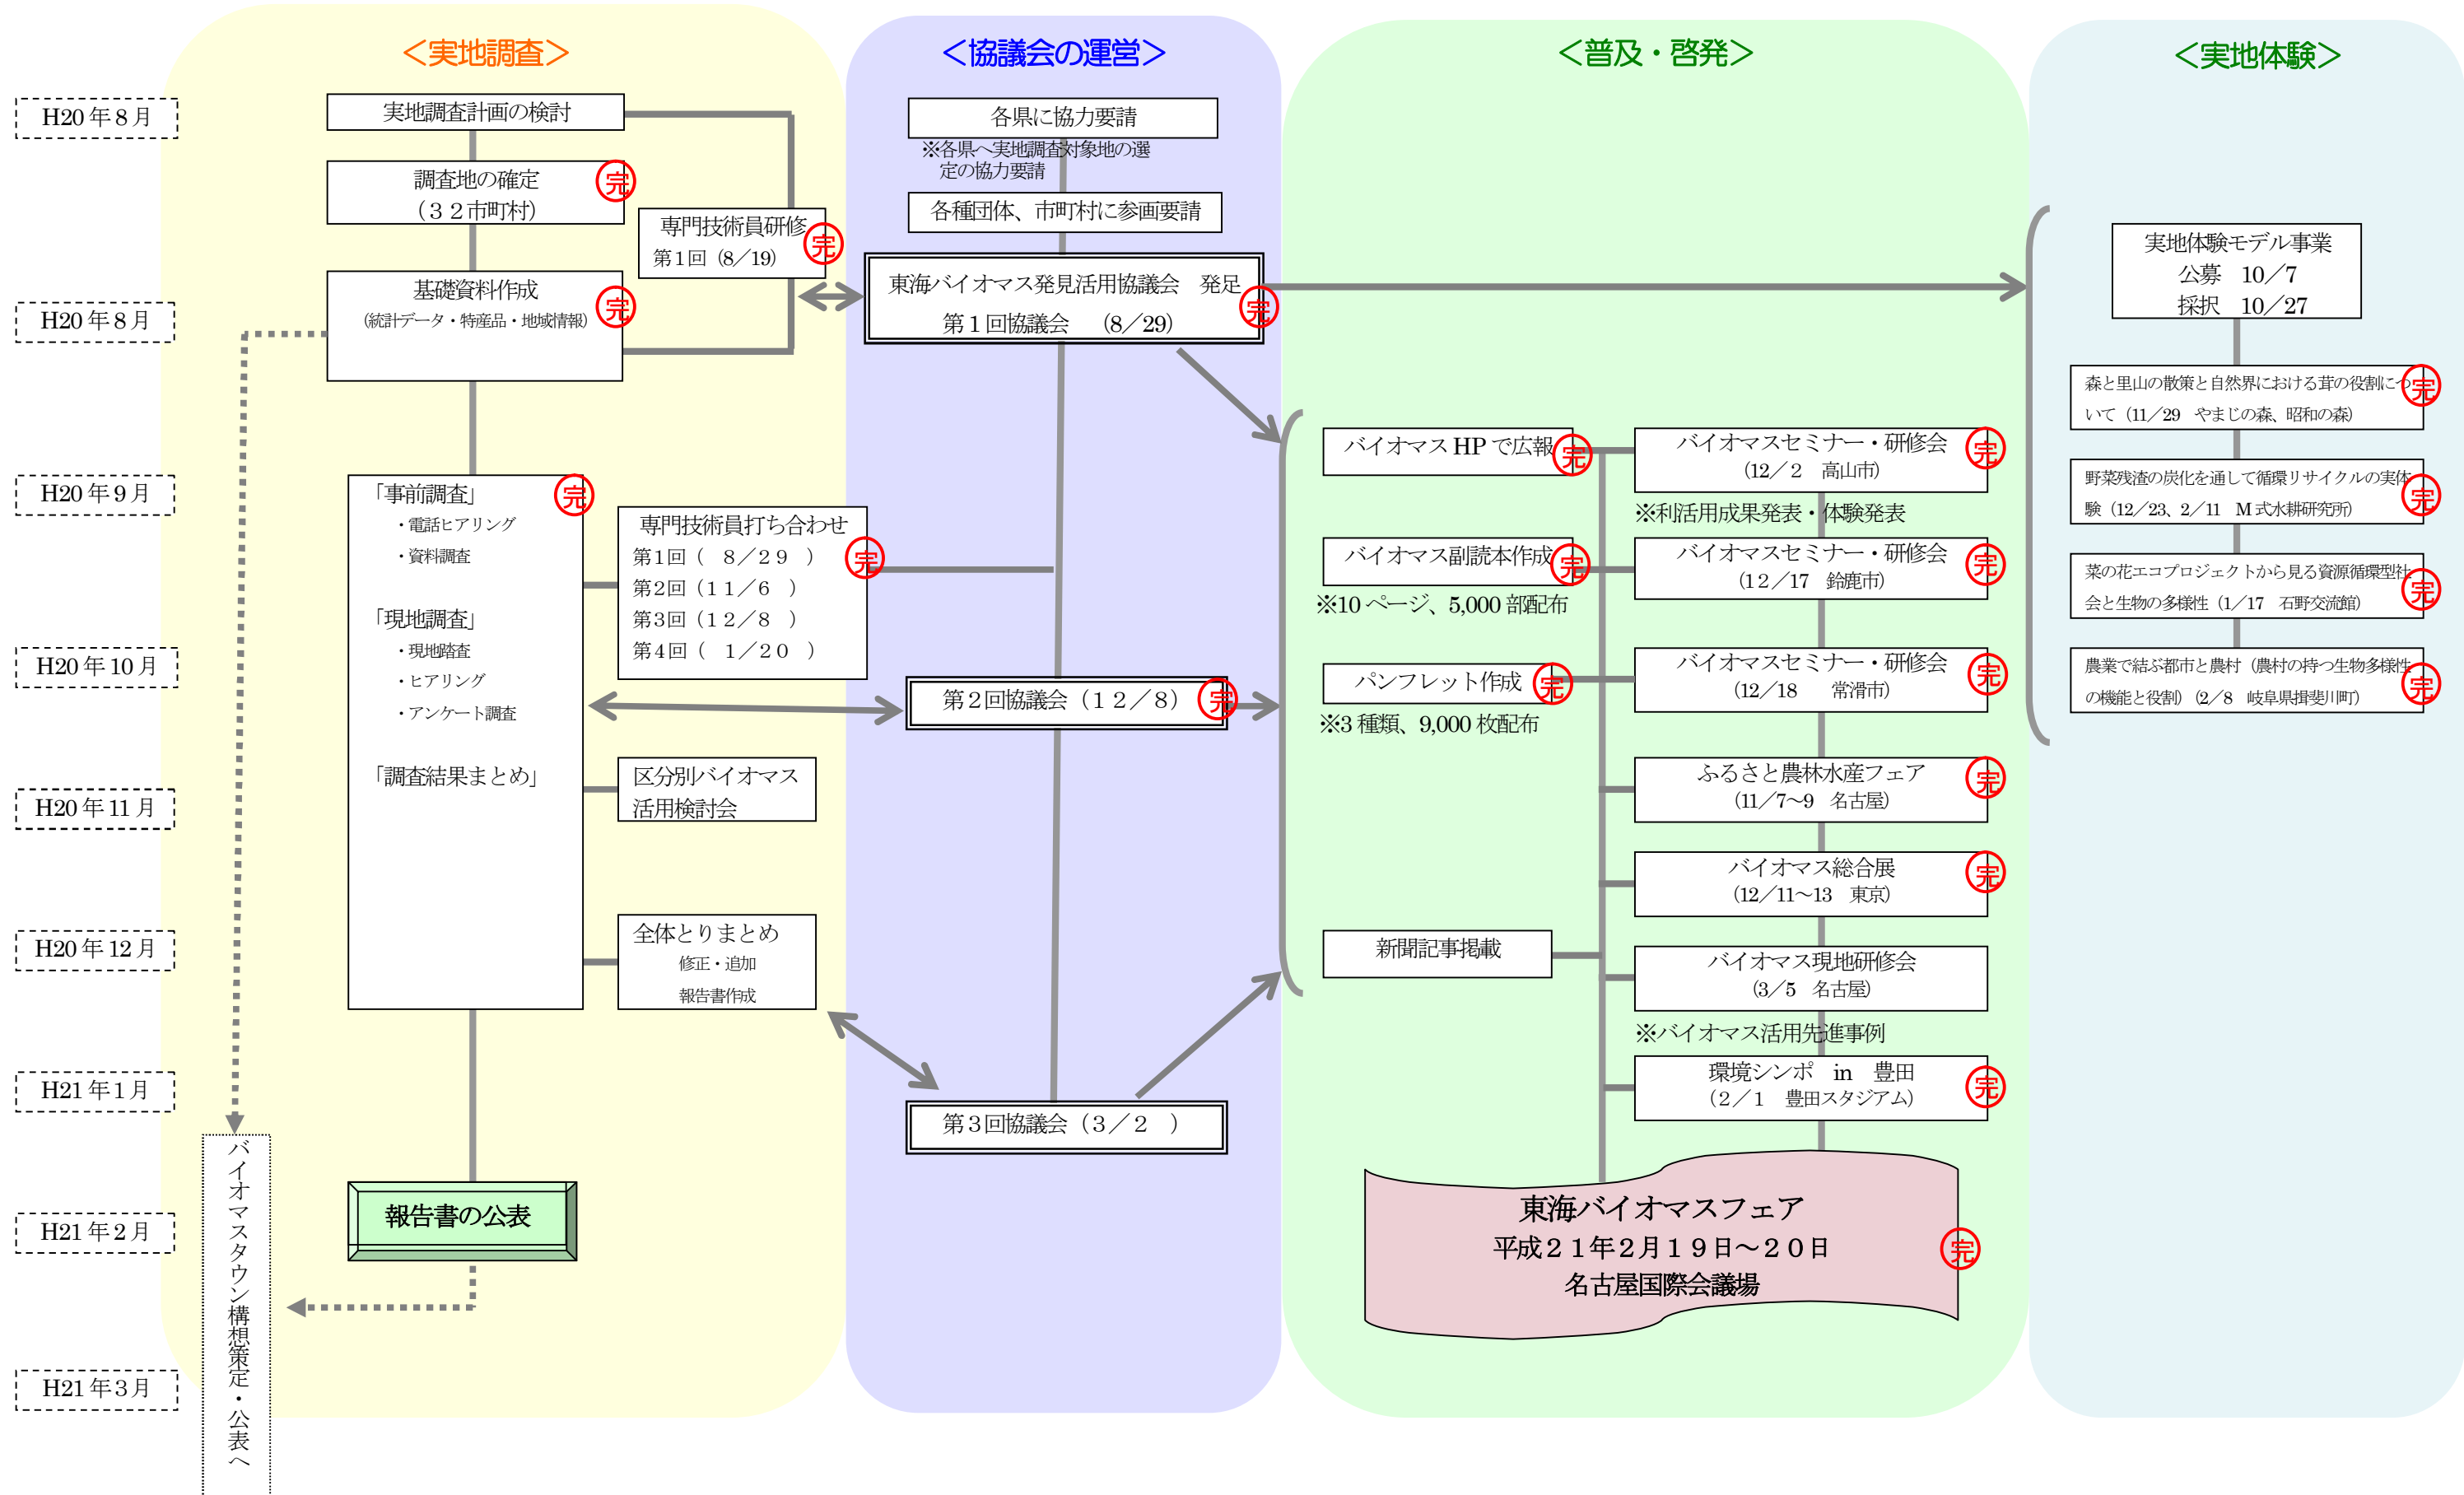 ＜実地調査＞
＜協議会の運営＞
＜普及・啓発＞
＜実地体験＞
H20年8月
H20年8月
H20年9月
H20年10月
H20年11月
H20年12月
H21年1月
H21年2月
H21年3月
実地調査計画の検討
調査地の確定
（３２市町村）
完
専門技術員研修
第1回（8／19）
完
基礎資料作成
（統計データ・特産品・地域情報）
完
「事前調査」
・電話ヒアリング
・資料調査
「現地調査」
・現地踏査
・ヒアリング
・アンケート調査
「調査結果まとめ」
完
専門技術員打ち合わせ
第１回（　８／２９　）
第２回（１１／６　）
第３回（１２／８　）
第４回（　１／２０　）
完
区分別バイオマス
活用検討会
全体とりまとめ
修正・追加
報告書作成
報告書の公表
バイオマスタウン構想策定・公表へ
各県に協力要請
※各県へ実地調査対象地の選
定の協力要請
各種団体、市町村に参画要請
東海バイオマス発見活用協議会　発足
第１回協議会　（8／29）
完
第２回協議会（１２／８）
完
第３回協議会（３／２　）
バイオマス HP で広報
完
バイオマス副読本作成
完
※10 ページ、5,000 部配布
パンフレット作成
完
※3 種類、9,000 枚配布
新聞記事掲載
バイオマスセミナー・研修会
（12／２　高山市）
完
※利活用成果発表・体験発表
バイオマスセミナー・研修会
（１２／17　鈴鹿市）
完
バイオマスセミナー・研修会
（12／18　常滑市）
完
ふるさと農林水産フェア
（11／7～9　名古屋）
完
バイオマス総合展
（12／11～13　東京）
完
バイオマス現地研修会
（3／5　名古屋）
※バイオマス活用先進事例
環境シンポ　in　豊田
（２／１　豊田スタジアム）
完
東海バイオマスフェア
平成２１年２月１９日～２０日
名古屋国際会議場
完
実地体験モデル事業
公募　10／7
採択　10／27
森と里山の散策と自然界における茸の役割につ
いて（11／29　やまじの森、昭和の森）
完
野菜残渣の炭化を通して循環リサイクルの実体
験（12／23、2／11　M 式水耕研究所）
完
菜の花エコプロジェクトから見る資源循環型社
会と生物の多様性（1／17　石野交流館）
完
農業で結ぶ都市と農村（農村の持つ生物多様性
の機能と役割）（2／8　岐阜県揖斐川町）
完